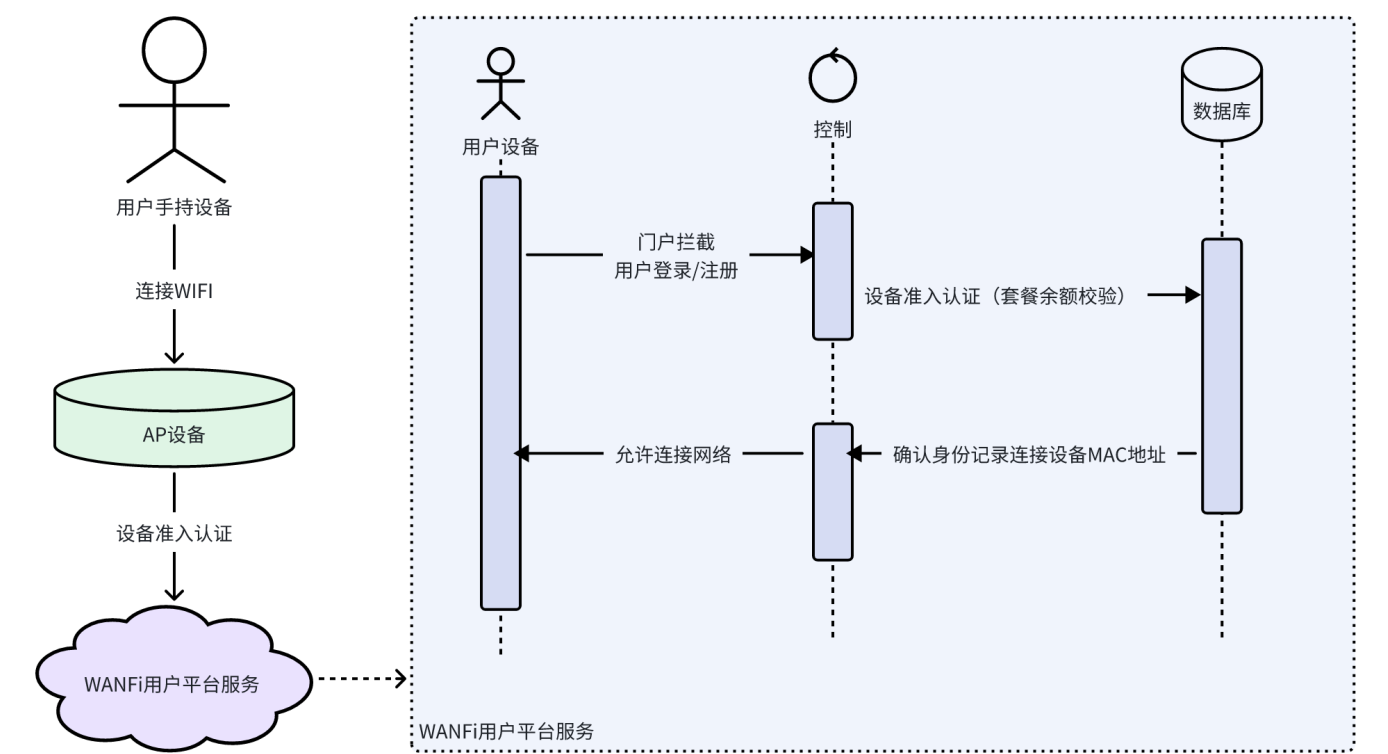 用户手持设备
连接WIFI
AP设备
设备准入认证
WANFi用户平台服务
用户设备
控制
数据库
门户拦截
用户登录/注册
设备准入认证（套餐余额校验）
允许连接网络
确认身份记录连接设备MAC地址
WANFi用户平台服务